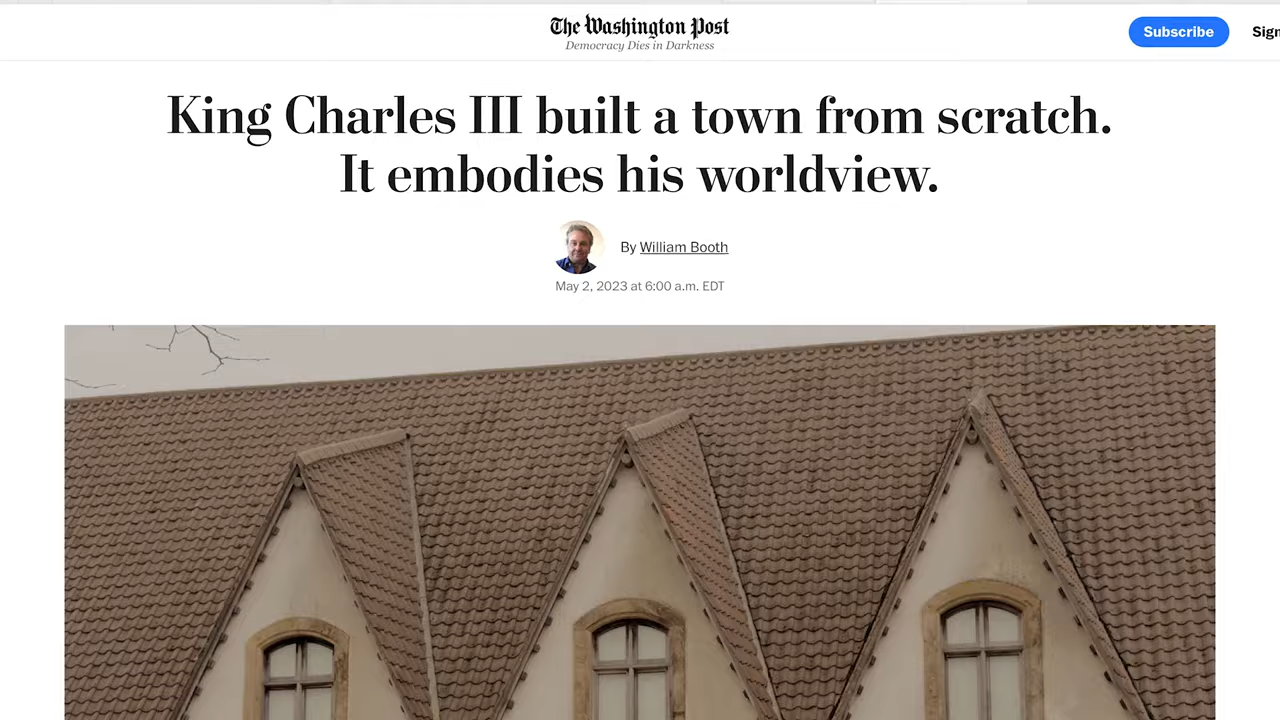 The Washington Post
Democracy Dies in Darkness
Subscribe
Sign
King Charles III built a town from scratch.
It embodies his worldview.
By William Booth
May 2, 2023 at 6:00 a.m. EDT